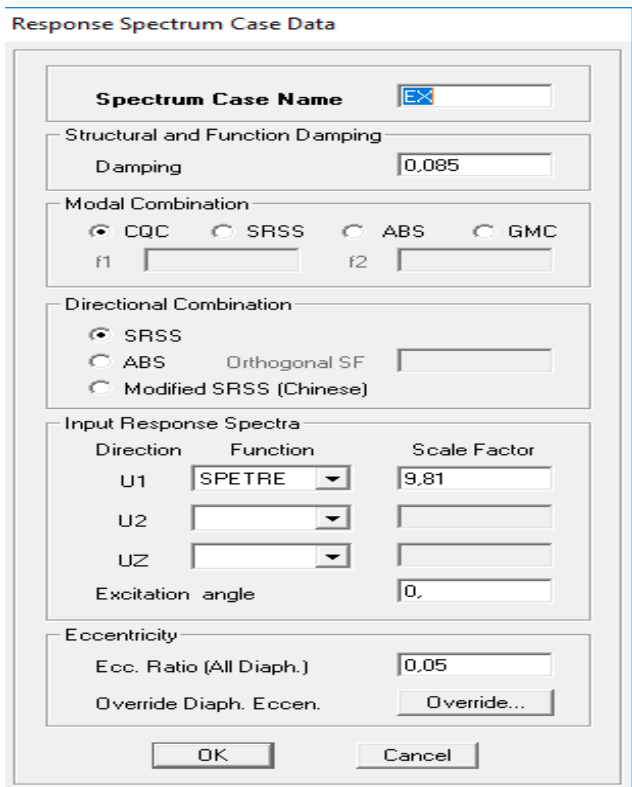 Response Spectrum Case Data
Spectrum Case Name EX
Structural and Function Damping
Damping 0,085
Modal Combination
CQC SRSS ABS GMC
f1 f2
Directional Combination
SRSS
ABS Orthogonal SF
Modified SRSS (Chinese)
Input Response Spectra
Direction Function Scale Factor
U1 SPETRE 9,81
U2
UZ
Excitation angle 0,
Eccentricity
Ecc. Ratio (All Diaph.) 0,05
Override Diaph. Eccen. Override...
OK Cancel